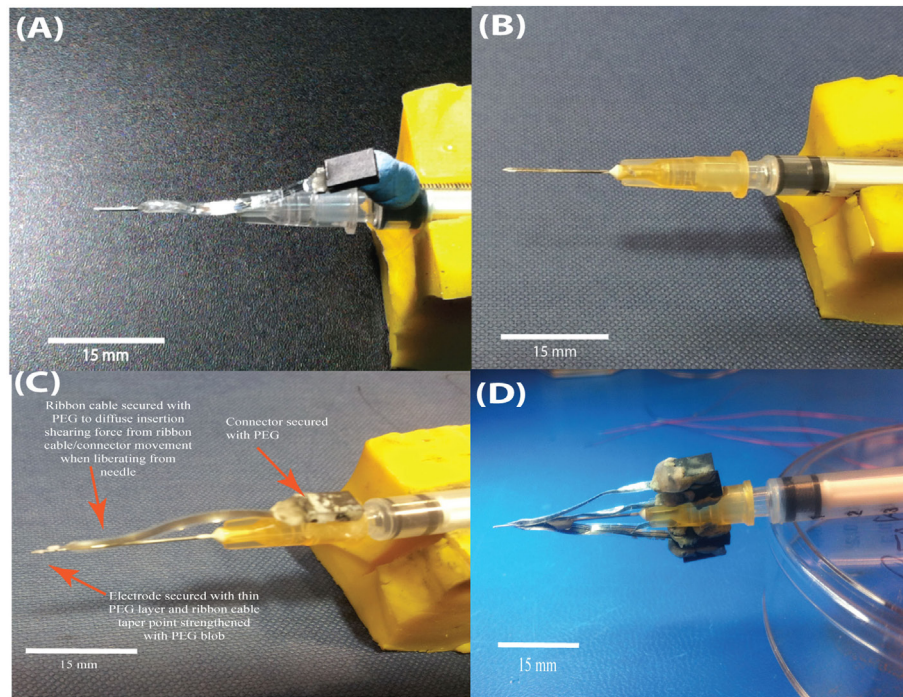 (A)
15 mm
(B)
15 mm
(C)
Ribbon cable secured with
PEG to diffuse insertion
shearing force from ribbon
cable/connector movement
when liberating from
needle
Connector secured
with PEG
Electrode secured with thin
PEG layer and ribbon cable
taper point strengthened
with PEG blob
15 mm
(D)
15 mm